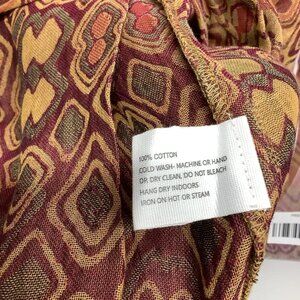 100% COTTON
COLD WASH - MACHINE OR HAND
OR, DRY CLEAN, DO NOT BLEACH
HANG DRY INDOORS
IRON ON HOT OR STEAM